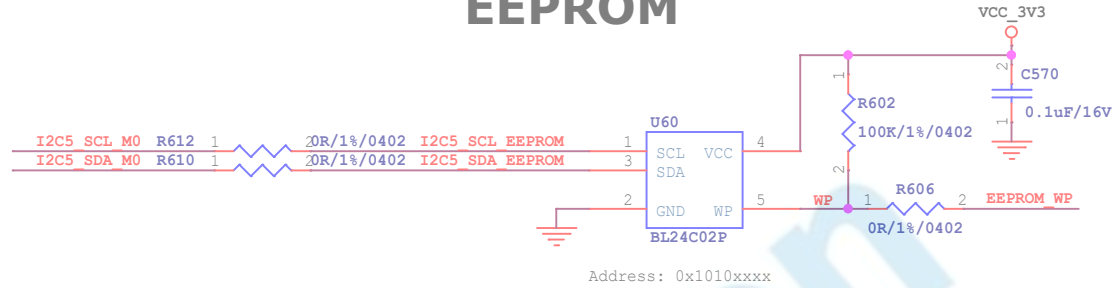 EEPROM
VCC_3V3
2
C570
0.1uF/16V
1
1
R602
100K/1%/0402
2
I2C5_SCL_M0 R612 1 2 0R/1%/0402 I2C5_SCL_EEPROM
I2C5_SDA_M0 R610 1 2 0R/1%/0402 I2C5_SDA_EEPROM
U60
1 SCL VCC 4
3 SDA
2 GND WP 5
BL24C02P
WP 1 R606 2 EEPROM_WP
0R/1%/0402
Address: 0x1010xxxx